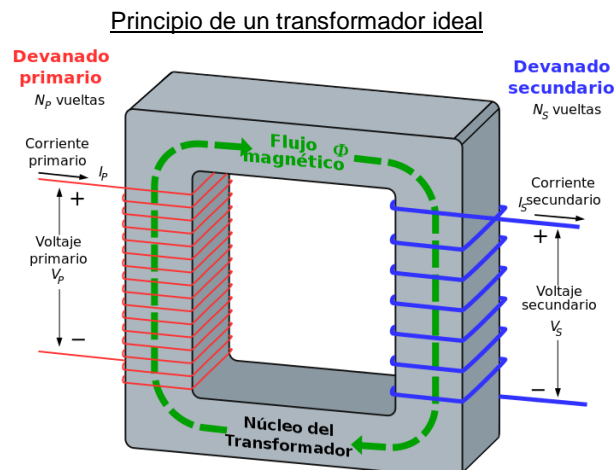 Principio de un transformador ideal
Devanado
primario
N_P vueltas
Corriente
primario
I_P
+
Voltaje
primario
V_P
−
Flujo Φ
magnético
Núcleo del
Transformador
Devanado
secundario
N_S vueltas
Corriente
I_S secundario
+
Voltaje
secundario
V_S
−